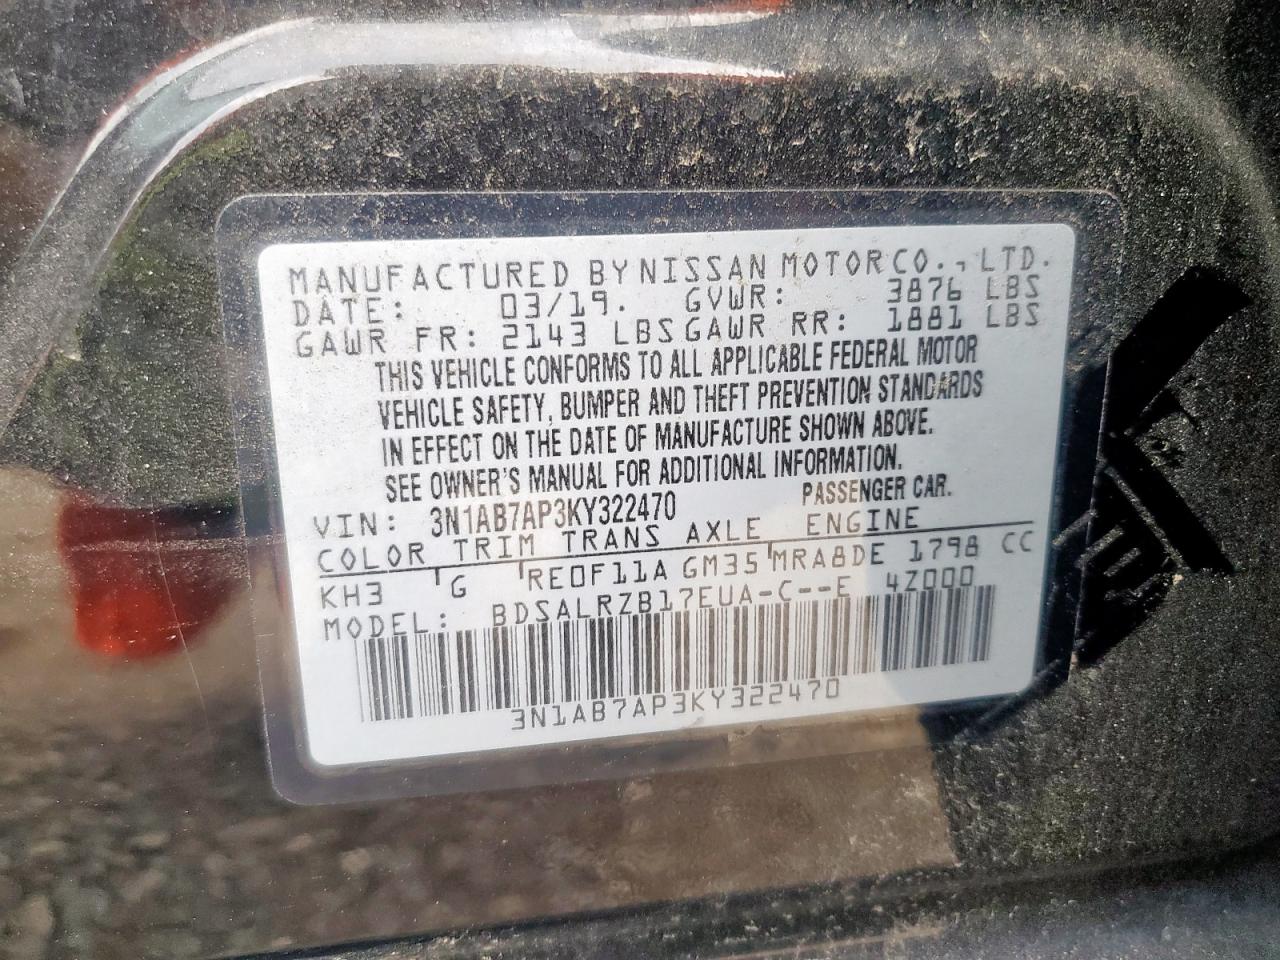 MANUFACTURED BY NISSAN MOTOR CO., LTD.
DATE: 03/19. GVWR: 3876 LBS
GAWR FR: 2143 LBS GAWR RR: 1881 LBS
THIS VEHICLE CONFORMS TO ALL APPLICABLE FEDERAL MOTOR
VEHICLE SAFETY, BUMPER AND THEFT PREVENTION STANDARDS
IN EFFECT ON THE DATE OF MANUFACTURE SHOWN ABOVE.
SEE OWNER'S MANUAL FOR ADDITIONAL INFORMATION.
VIN: 3N1AB7AP3KY322470 PASSENGER CAR.
COLOR TRIM TRANS AXLE ENGINE
KH3 G RE0F11A GM35 MRA8DE 1798 CC
MODEL: BDSALRZB17EUA-C--E 4Z000
3N1AB7AP3KY322470